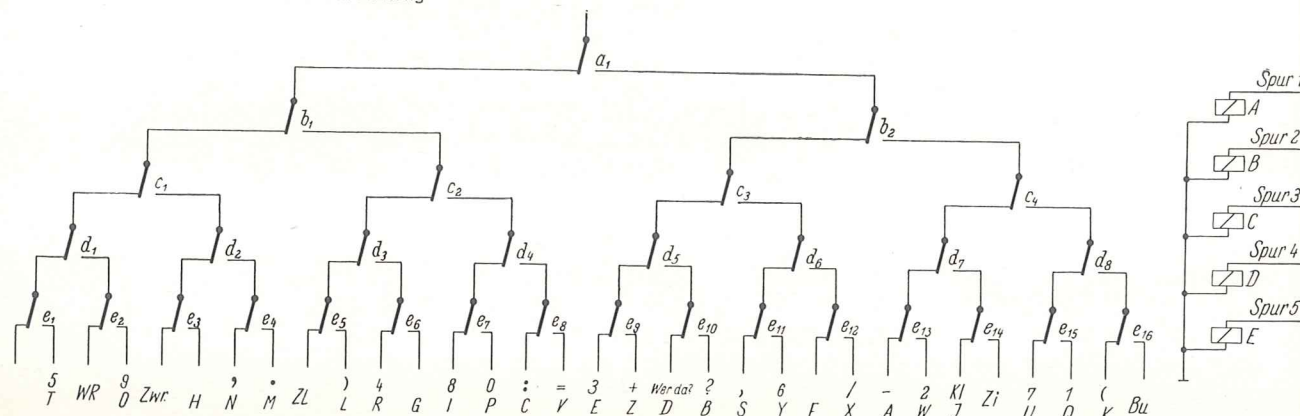 a1
Spur 1
A
b1
b2
Spur 2
B
c1
c2
c3
c4
Spur 3
C
d1
d2
d3
d4
d5
d6
d7
d8
Spur 4
D
e1
e2
e3
e4
e5
e6
e7
e8
e9
e10
e11
e12
e13
e14
e15
e16
Spur 5
E
5 WR 9 Zwr. , . ZL ) 4 8 0 : = 3 + Wer da? ? ' 6 / - 2 Kl Zi 7 1 ( Bu
T O H N M L R G I P C V E Z D B S Y F X A W J U Q K